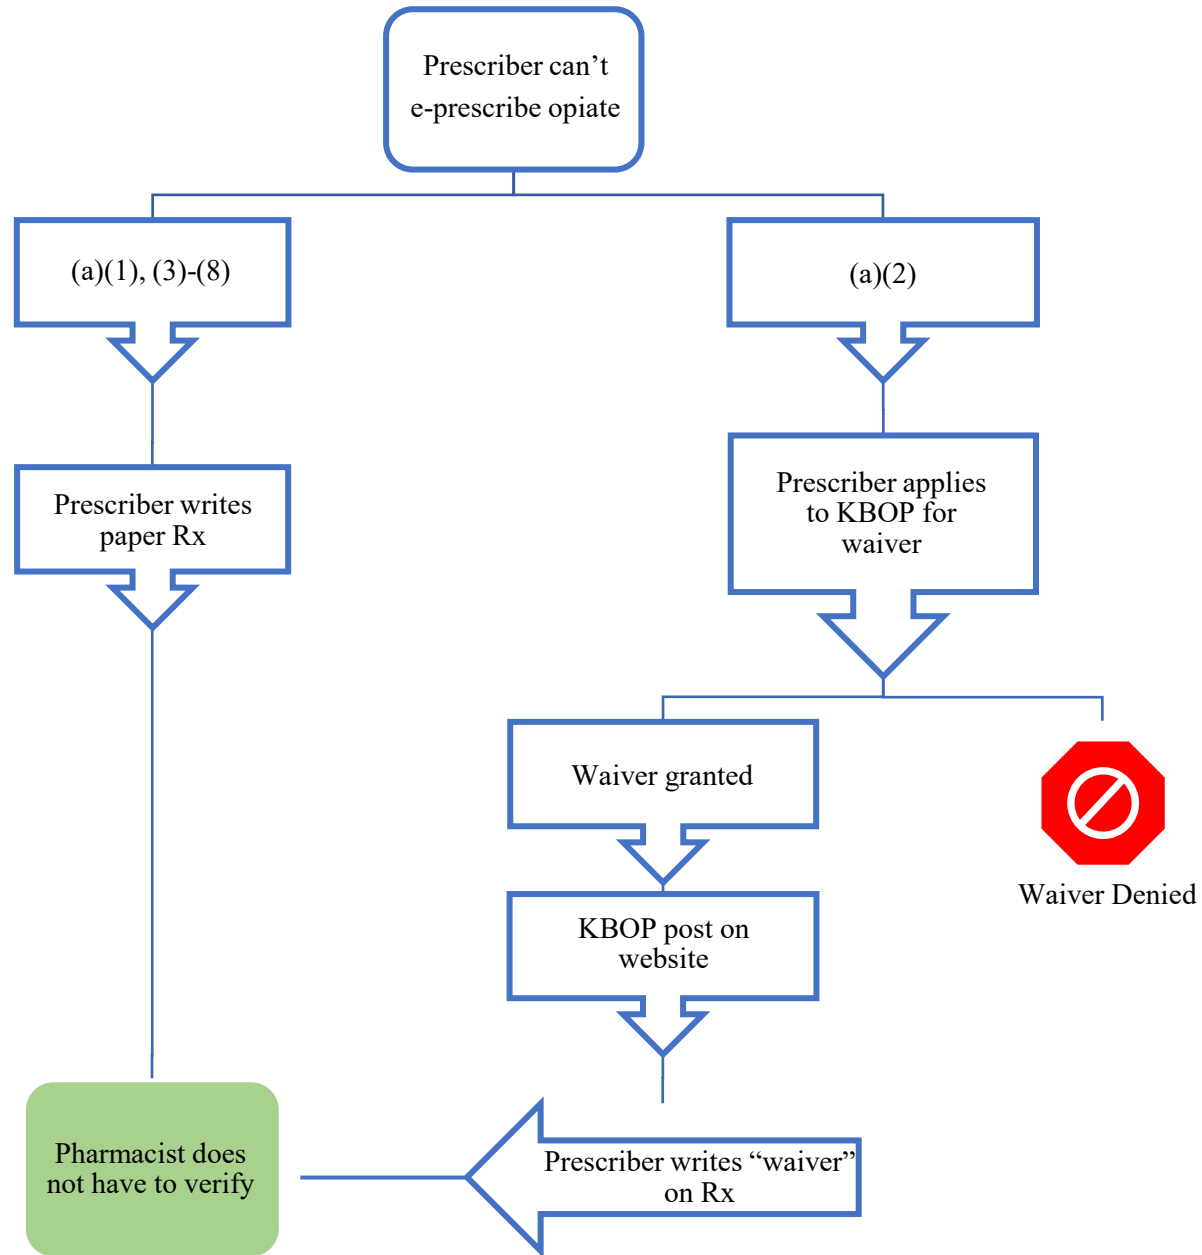 Prescriber can’t
e-prescribe opiate
(a)(1), (3)-(8)
(a)(2)
Prescriber writes
paper Rx
Prescriber applies
to KBOP for
waiver
Waiver granted
Waiver Denied
KBOP post on
website
Prescriber writes “waiver”
on Rx
Pharmacist does
not have to verify